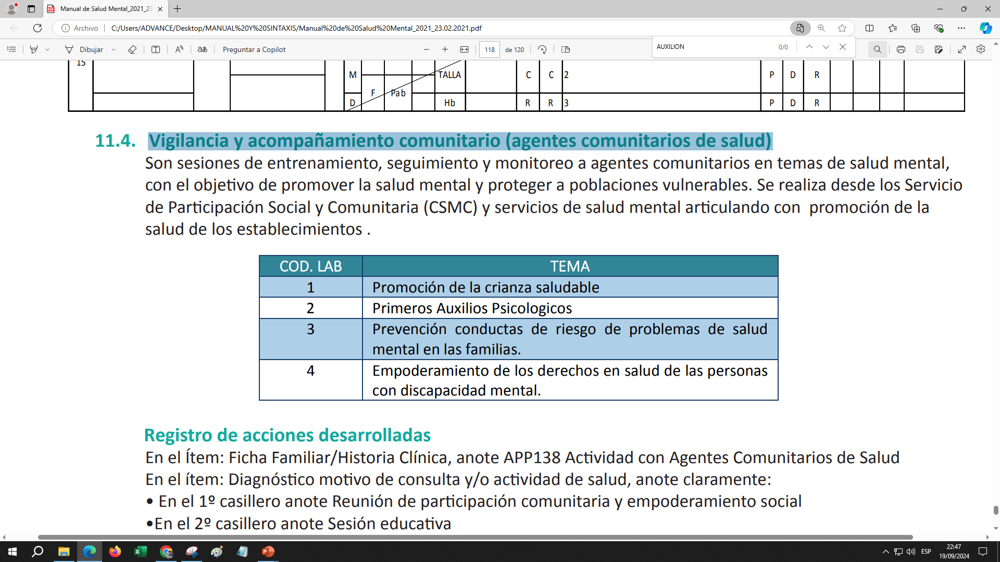 Manual de Salud Mental_2021_23
Archivo C:/Users/ADVANCE/Desktop/MANUAL%20Y%20SINTAXIS/Manual%20de%20Salud%20Mental_2021_23.02.2021.pdf
Dibujar Preguntar a Copilot 118 de 120 AUXILION 0/0
15
M TALLA C C 2 P D R
F Pab
D Hb R R 3 P D R
11.4. Vigilancia y acompañamiento comunitario (agentes comunitarios de salud)
Son sesiones de entrenamiento, seguimiento y monitoreo a agentes comunitarios en temas de salud mental,
con el objetivo de promover la salud mental y proteger a poblaciones vulnerables. Se realiza desde los Servicio
de Participación Social y Comunitaria (CSMC) y servicios de salud mental articulando con promoción de la
salud de los establecimientos .
COD. LAB TEMA
1 Promoción de la crianza saludable
2 Primeros Auxilios Psicologicos
3 Prevención conductas de riesgo de problemas de salud
mental en las familias.
4 Empoderamiento de los derechos en salud de las personas
con discapacidad mental.
Registro de acciones desarrolladas
En el Ítem: Ficha Familiar/Historia Clínica, anote APP138 Actividad con Agentes Comunitarios de Salud
En el ítem: Diagnóstico motivo de consulta y/o actividad de salud, anote claramente:
• En el 1º casillero anote Reunión de participación comunitaria y empoderamiento social
•En el 2º casillero anote Sesión educativa
ESP 22:47
19/09/2024